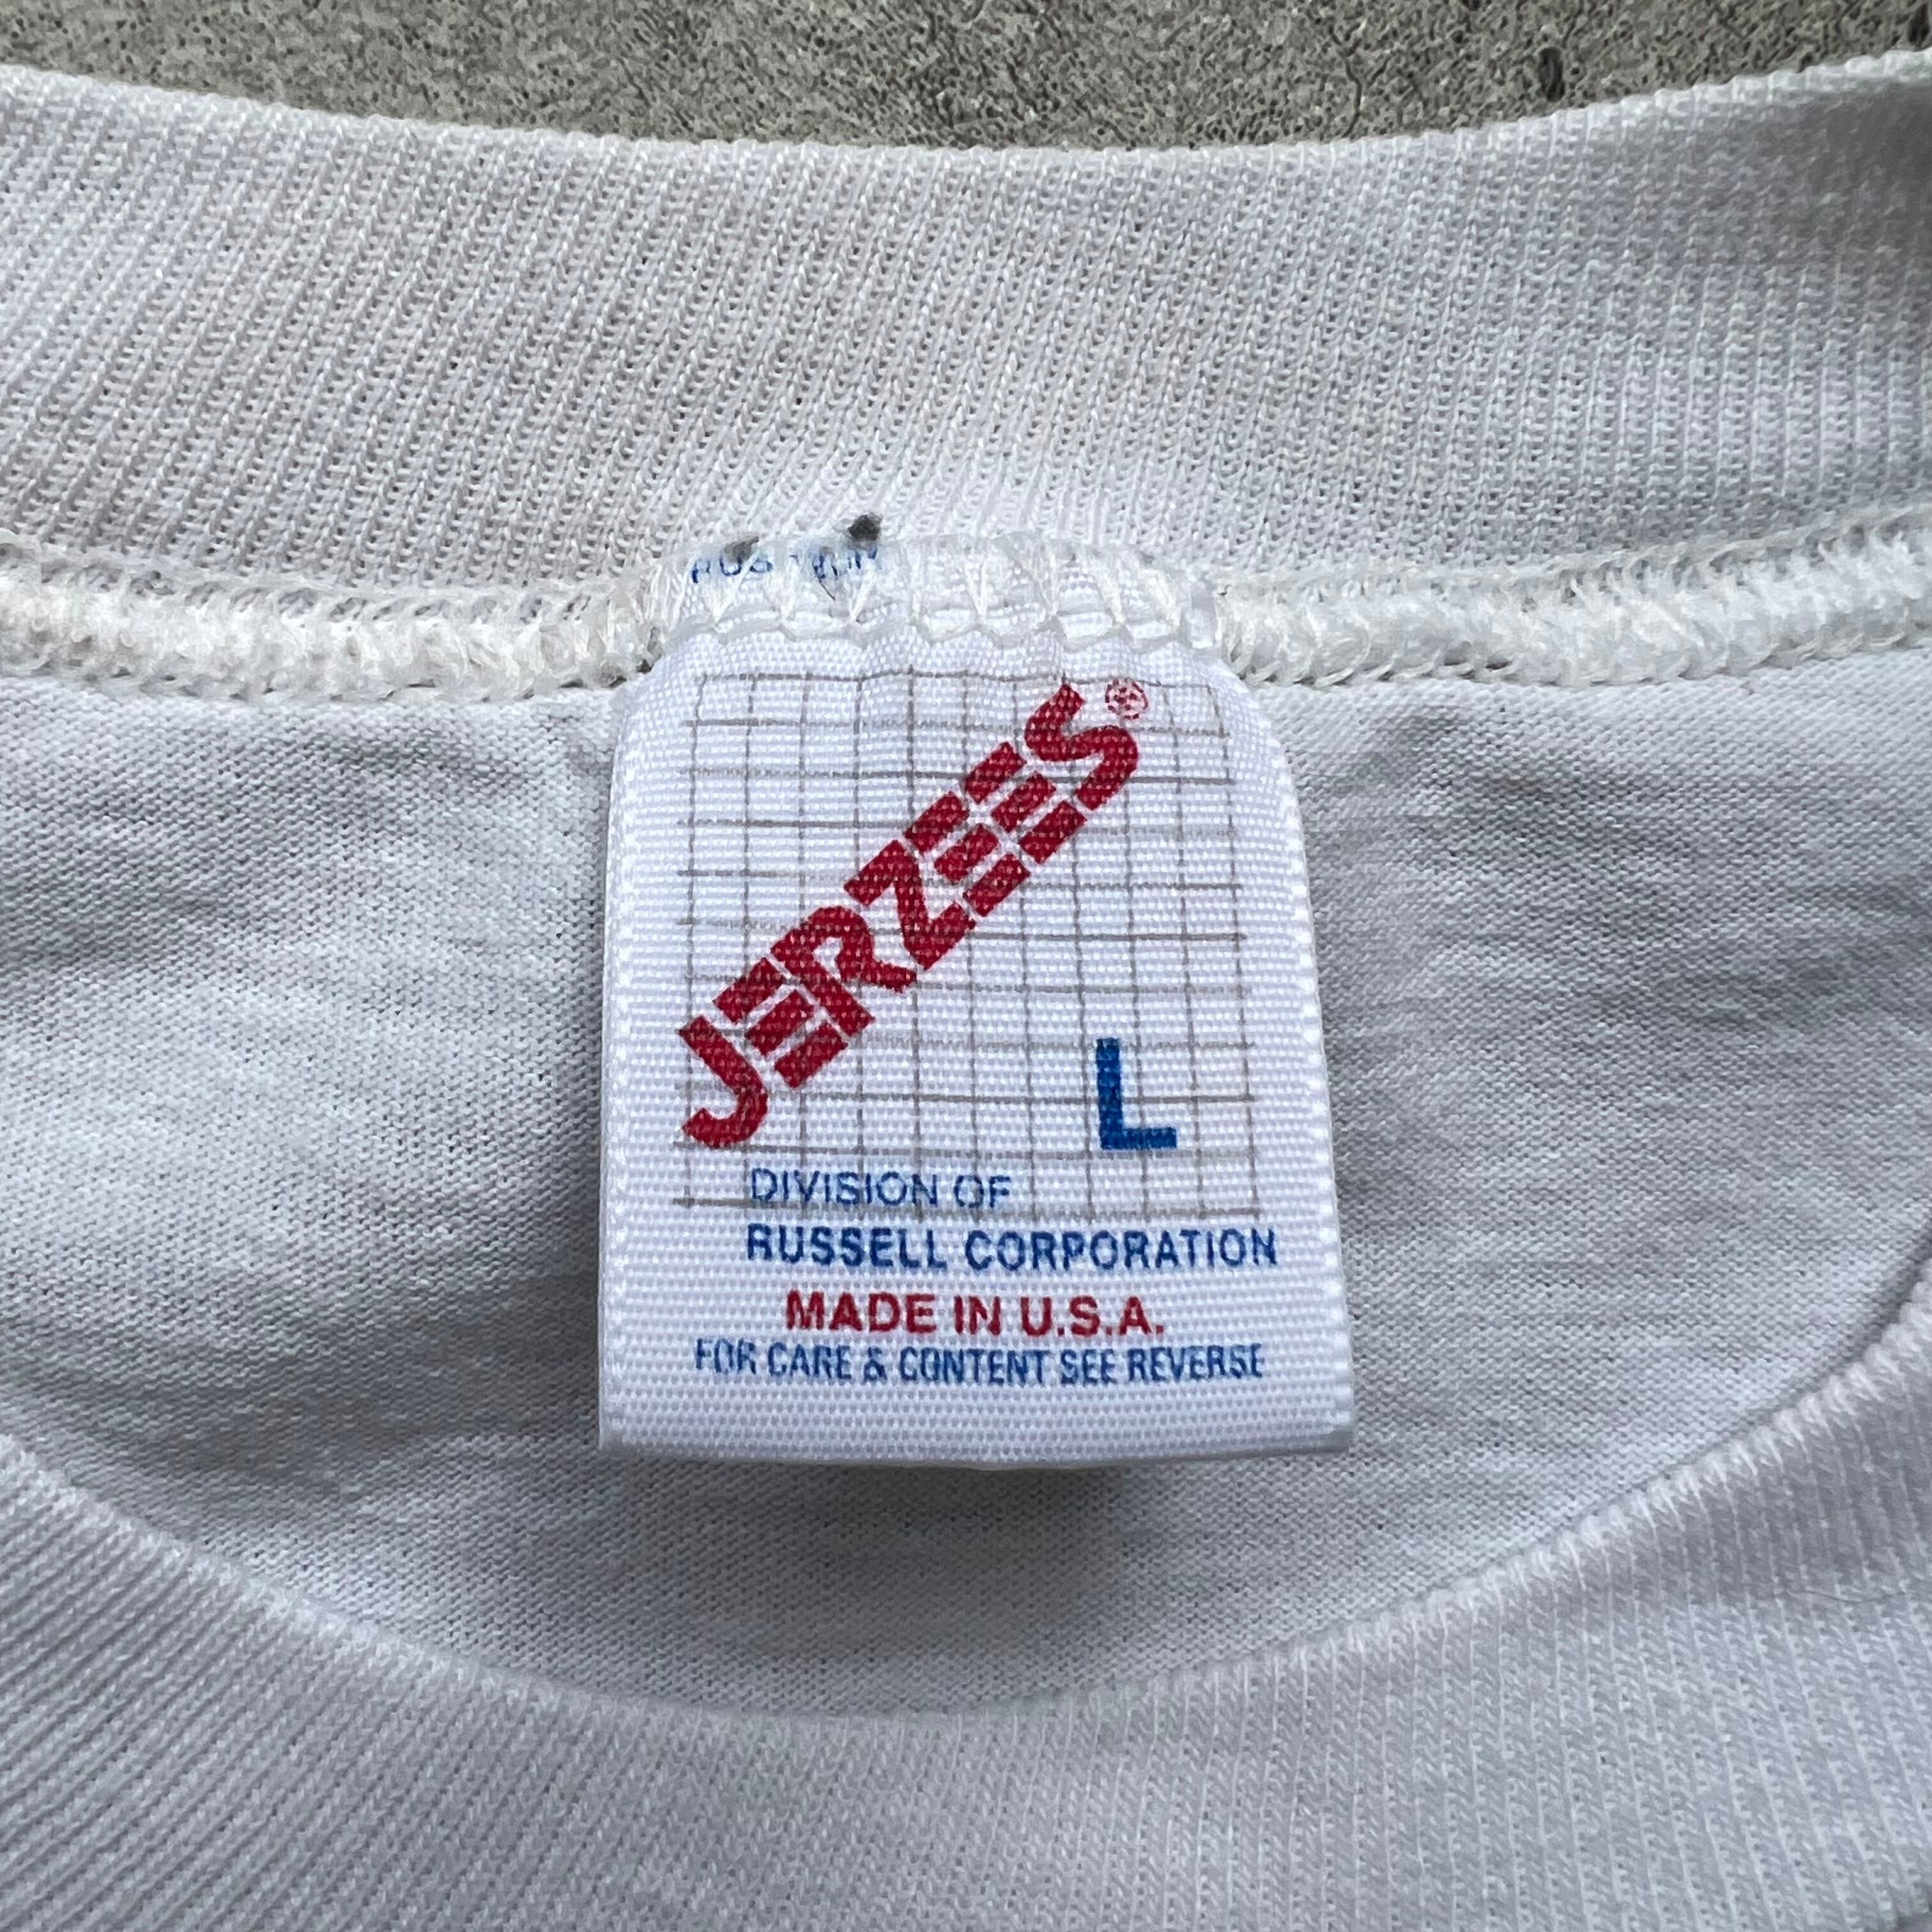 JERZEES®
L
DIVISION OF
RUSSELL CORPORATION
MADE IN U.S.A.
FOR CARE & CONTENT SEE REVERSE